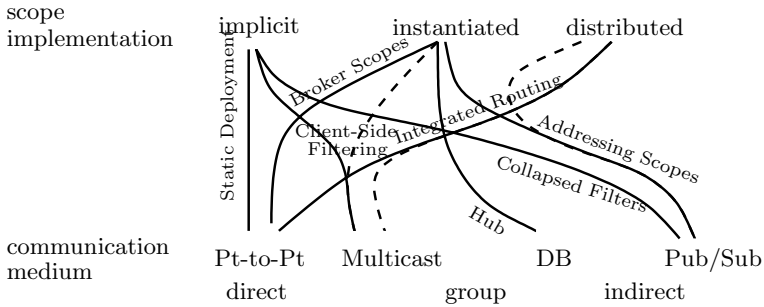 scope
implementation
implicit
instantiated
distributed
Static Deployment
Broker Scopes
Client-Side
Filtering
Integrated Routing
Addressing Scopes
Collapsed Filters
Hub
communication
medium
Pt-to-Pt
Multicast
DB
Pub/Sub
direct
group
indirect